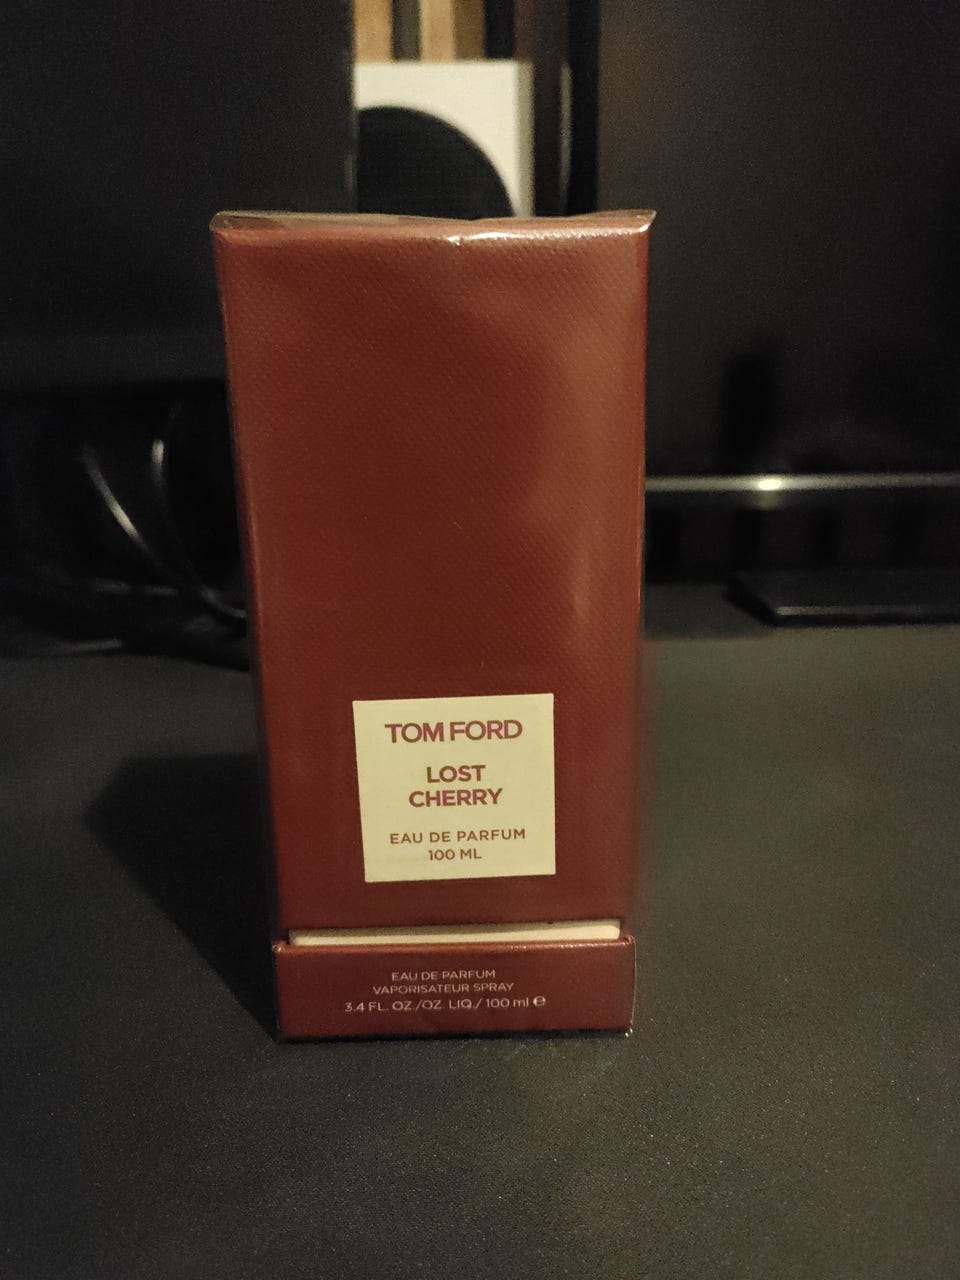 TOM FORD
LOST
CHERRY
EAU DE PARFUM
100 ML
EAU DE PARFUM
VAPORISATEUR SPRAY
3.4 FL. OZ./OZ. LIQ./ 100 ml ℮